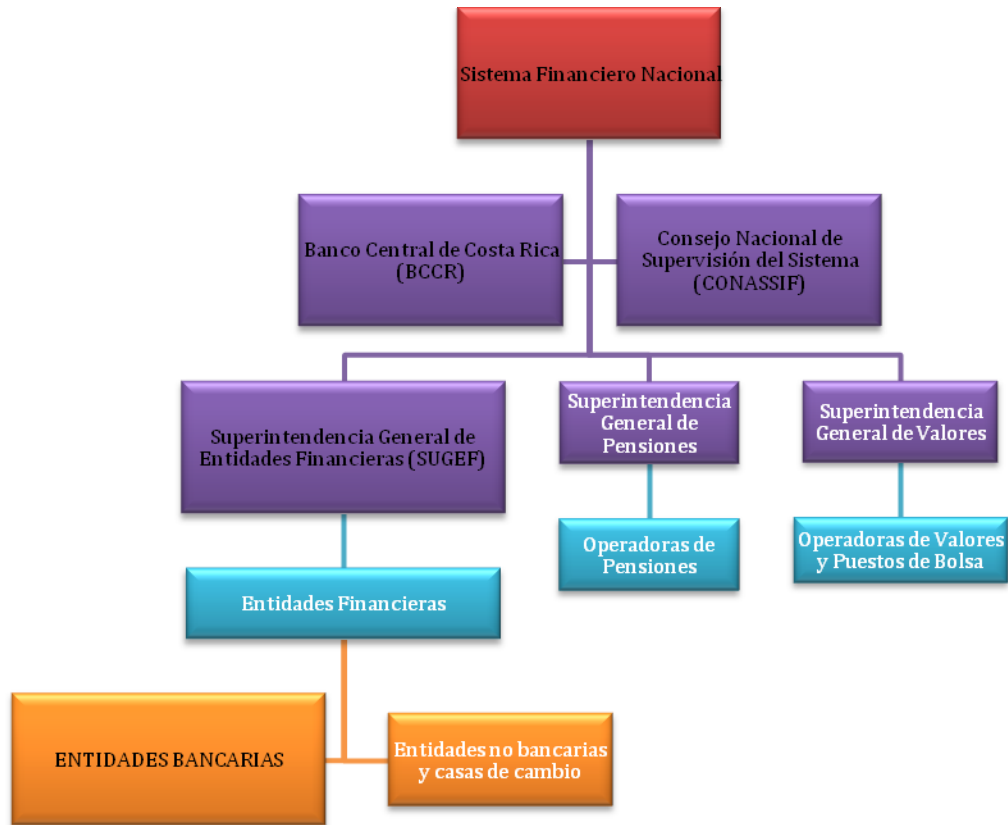 Sistema Financiero Nacional
Banco Central de Costa Rica
(BCCR)
Consejo Nacional de
Supervisión del Sistema
(CONASSIF)
Superintendencia General de
Entidades Financieras (SUGEF)
Superintendencia
General de
Pensiones
Superintendencia
General de Valores
Operadoras de
Pensiones
Operadoras de Valores
y Puestos de Bolsa
Entidades Financieras
ENTIDADES BANCARIAS
Entidades no bancarias
y casas de cambio